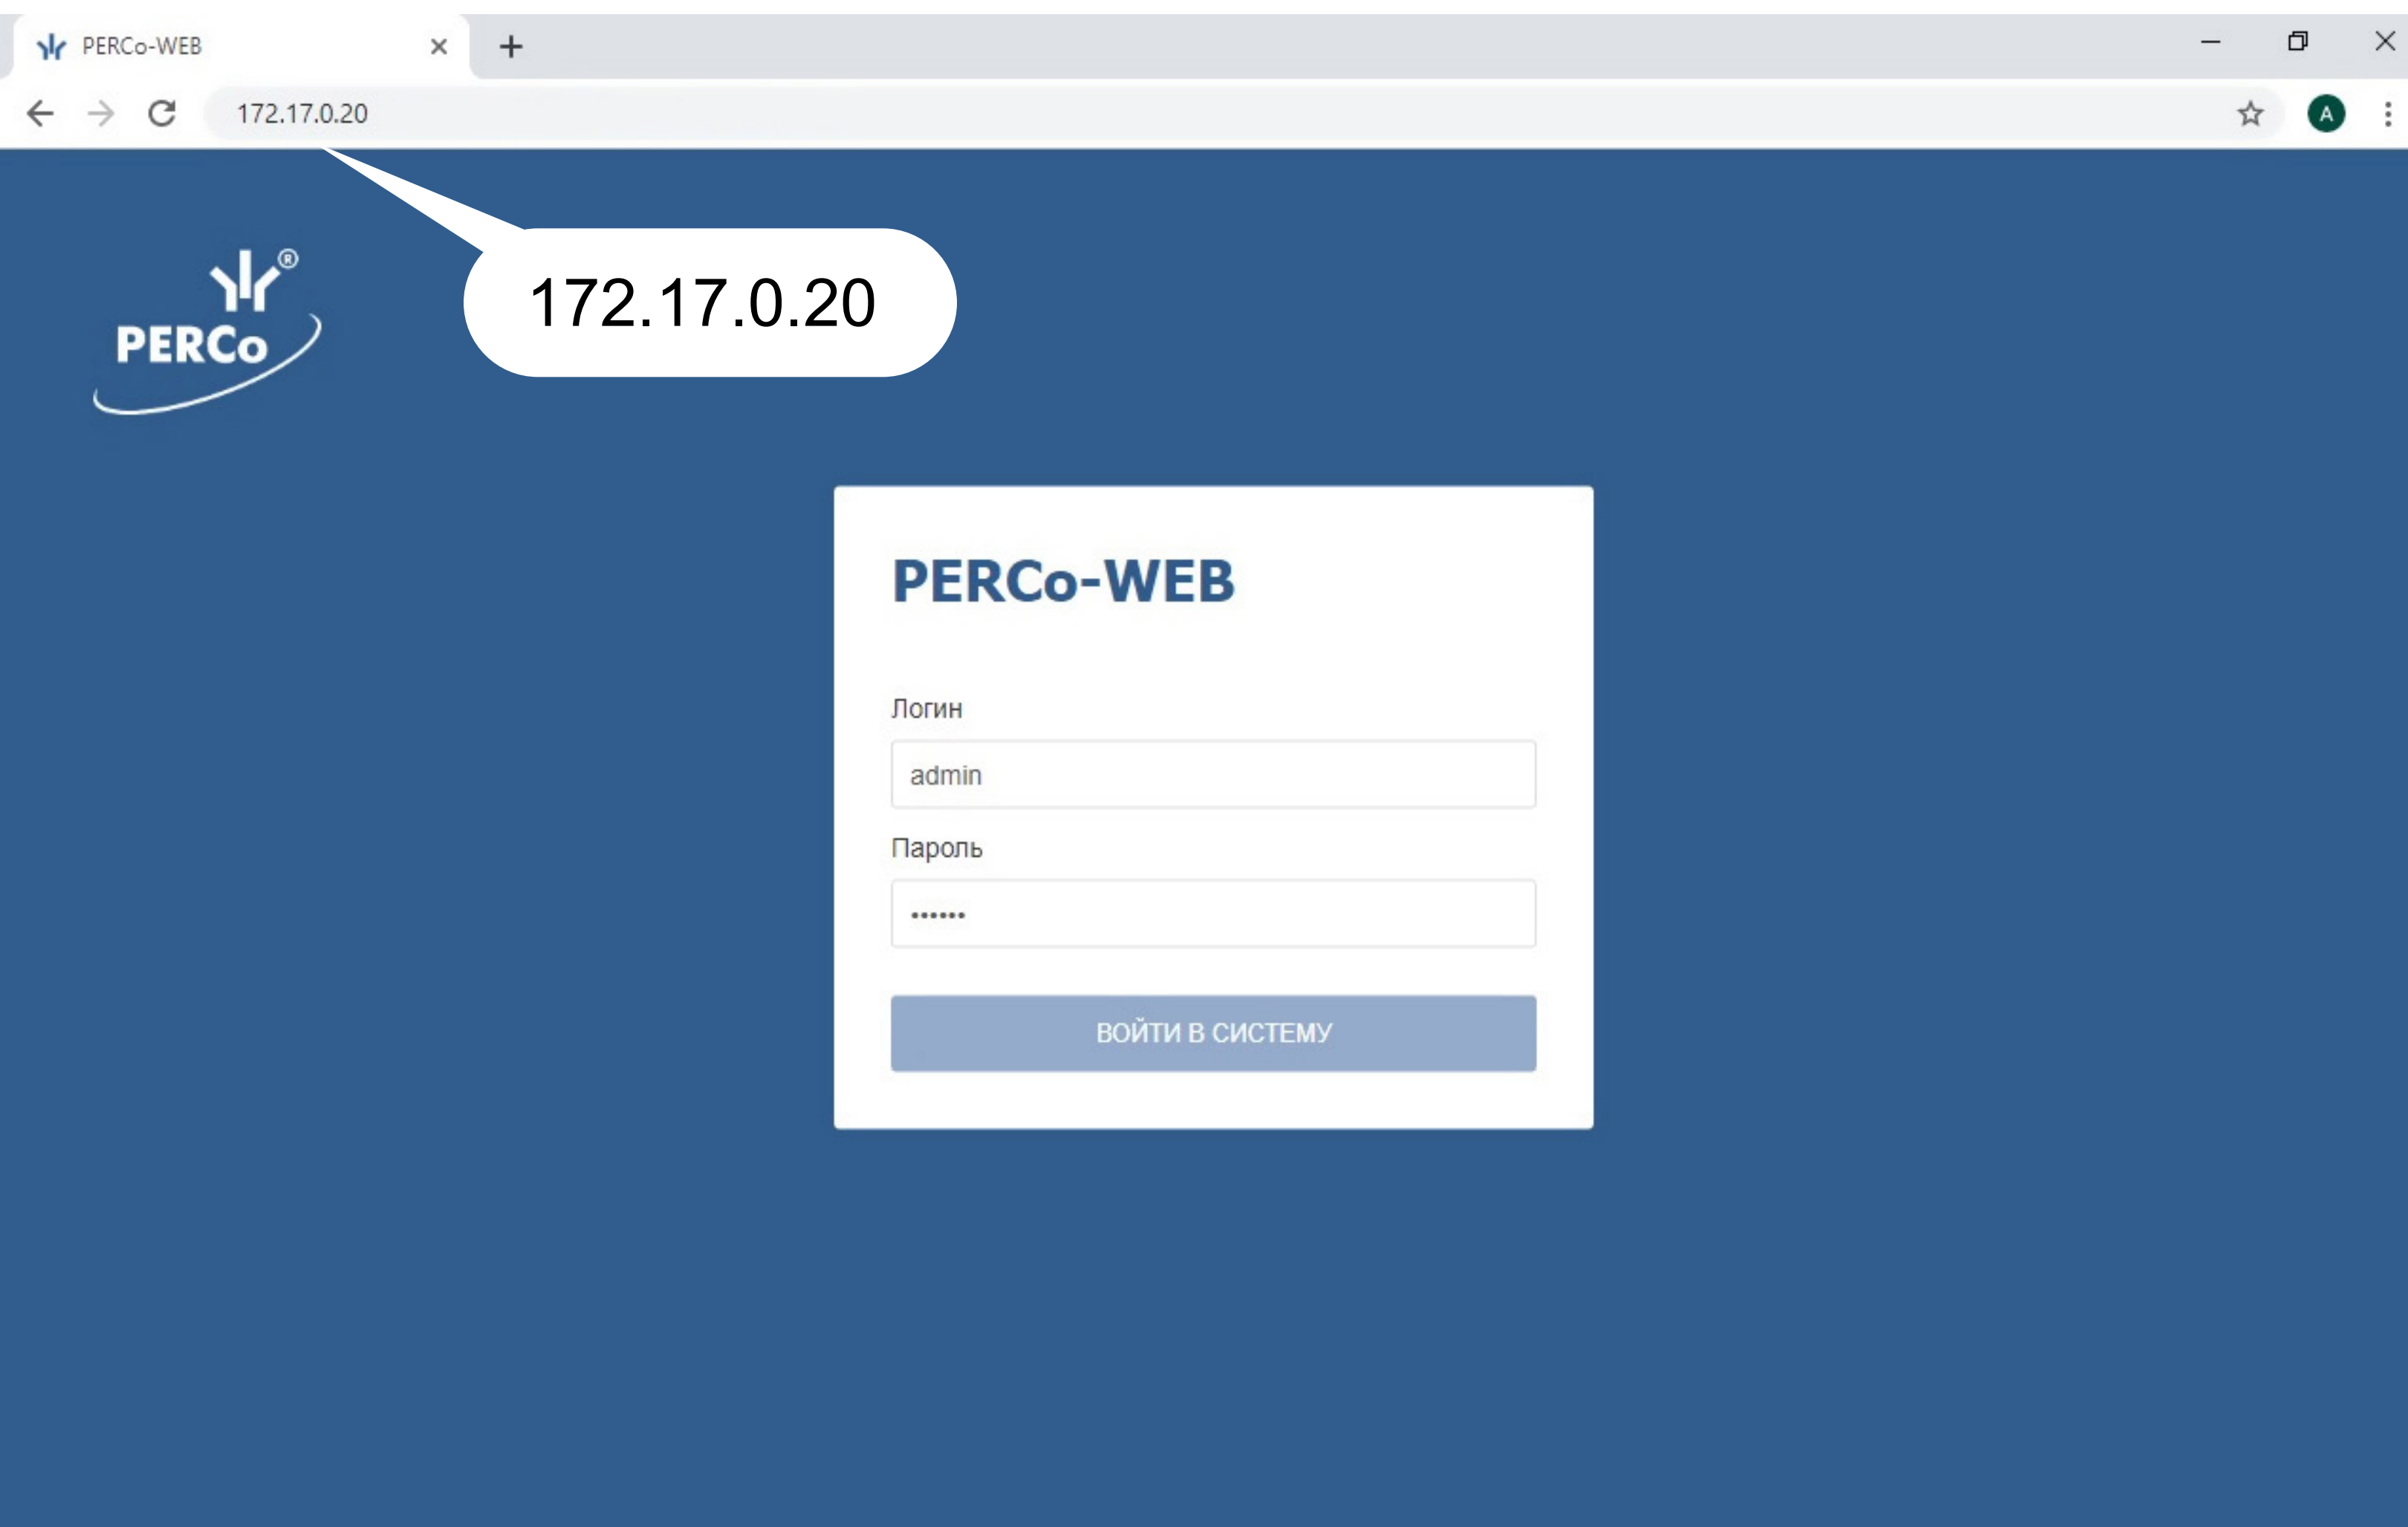 PERCo-WEB
172.17.0.20
A
172.17.0.20
®
PERCo
PERCo-WEB
Логин
admin
Пароль
••••••
ВОЙТИ В СИСТЕМУ